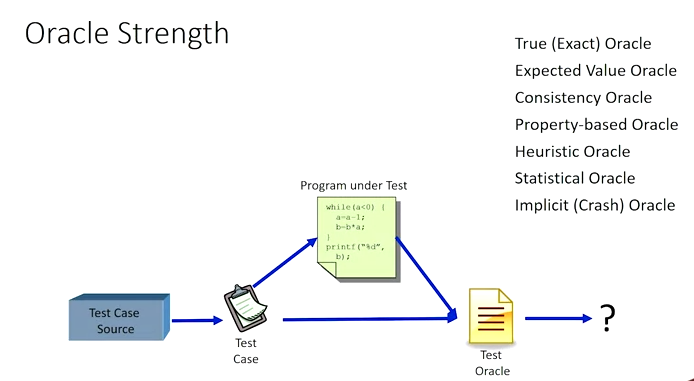 Oracle Strength
True (Exact) Oracle
Expected Value Oracle
Consistency Oracle
Property-based Oracle
Heuristic Oracle
Statistical Oracle
Implicit (Crash) Oracle
Program under Test
while(a<0) {
a=a-1;
b=b*a;
}
printf("%d",
b);
Test Case
Source
Test
Case
Test
Oracle
?